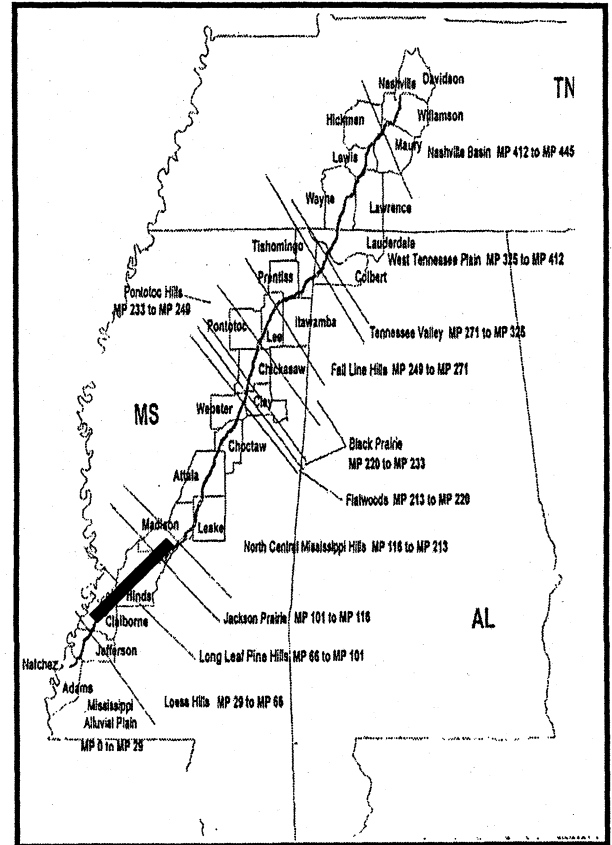 Nashville
Davidson
TN
Hickman
Williamson
Maury
Nashville Basin MP 412 to MP 445
Lewis
Wayne
Lawrence
Lauderdale
Tishomingo
West Tennessee Plain MP 325 to MP 412
Colbert
Prentiss
Pontotoc Hills
MP 233 to MP 249
Itawamba
Pontotoc
Lee
Tennessee Valley MP 271 to MP 325
Chickasaw
Fall Line Hills MP 249 to MP 271
MS
Webster
Clay
Black Prairie
MP 220 to MP 233
Choctaw
Flatwoods MP 213 to MP 220
Attala
Madison
Leake
North Central Mississippi Hills MP 116 to MP 213
Hinds
Jackson Prairie MP 101 to MP 116
AL
Claiborne
Long Leaf Pine Hills MP 66 to MP 101
Jefferson
Natchez
Adams
Loess Hills MP 29 to MP 66
Mississippi
Alluvial Plain
MP 0 to MP 29